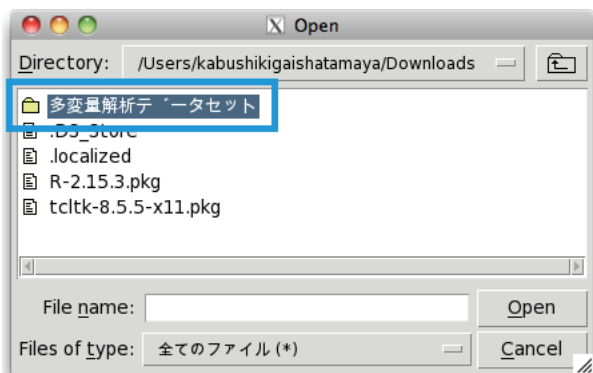 X Open
Directory: /Users/kabushikigaishatamaya/Downloads
多変量解析データセット
.DS_Store
.localized
R-2.15.3.pkg
tcltk-8.5.5-x11.pkg
File name: Open
Files of type: 全てのファイル(*) Cancel